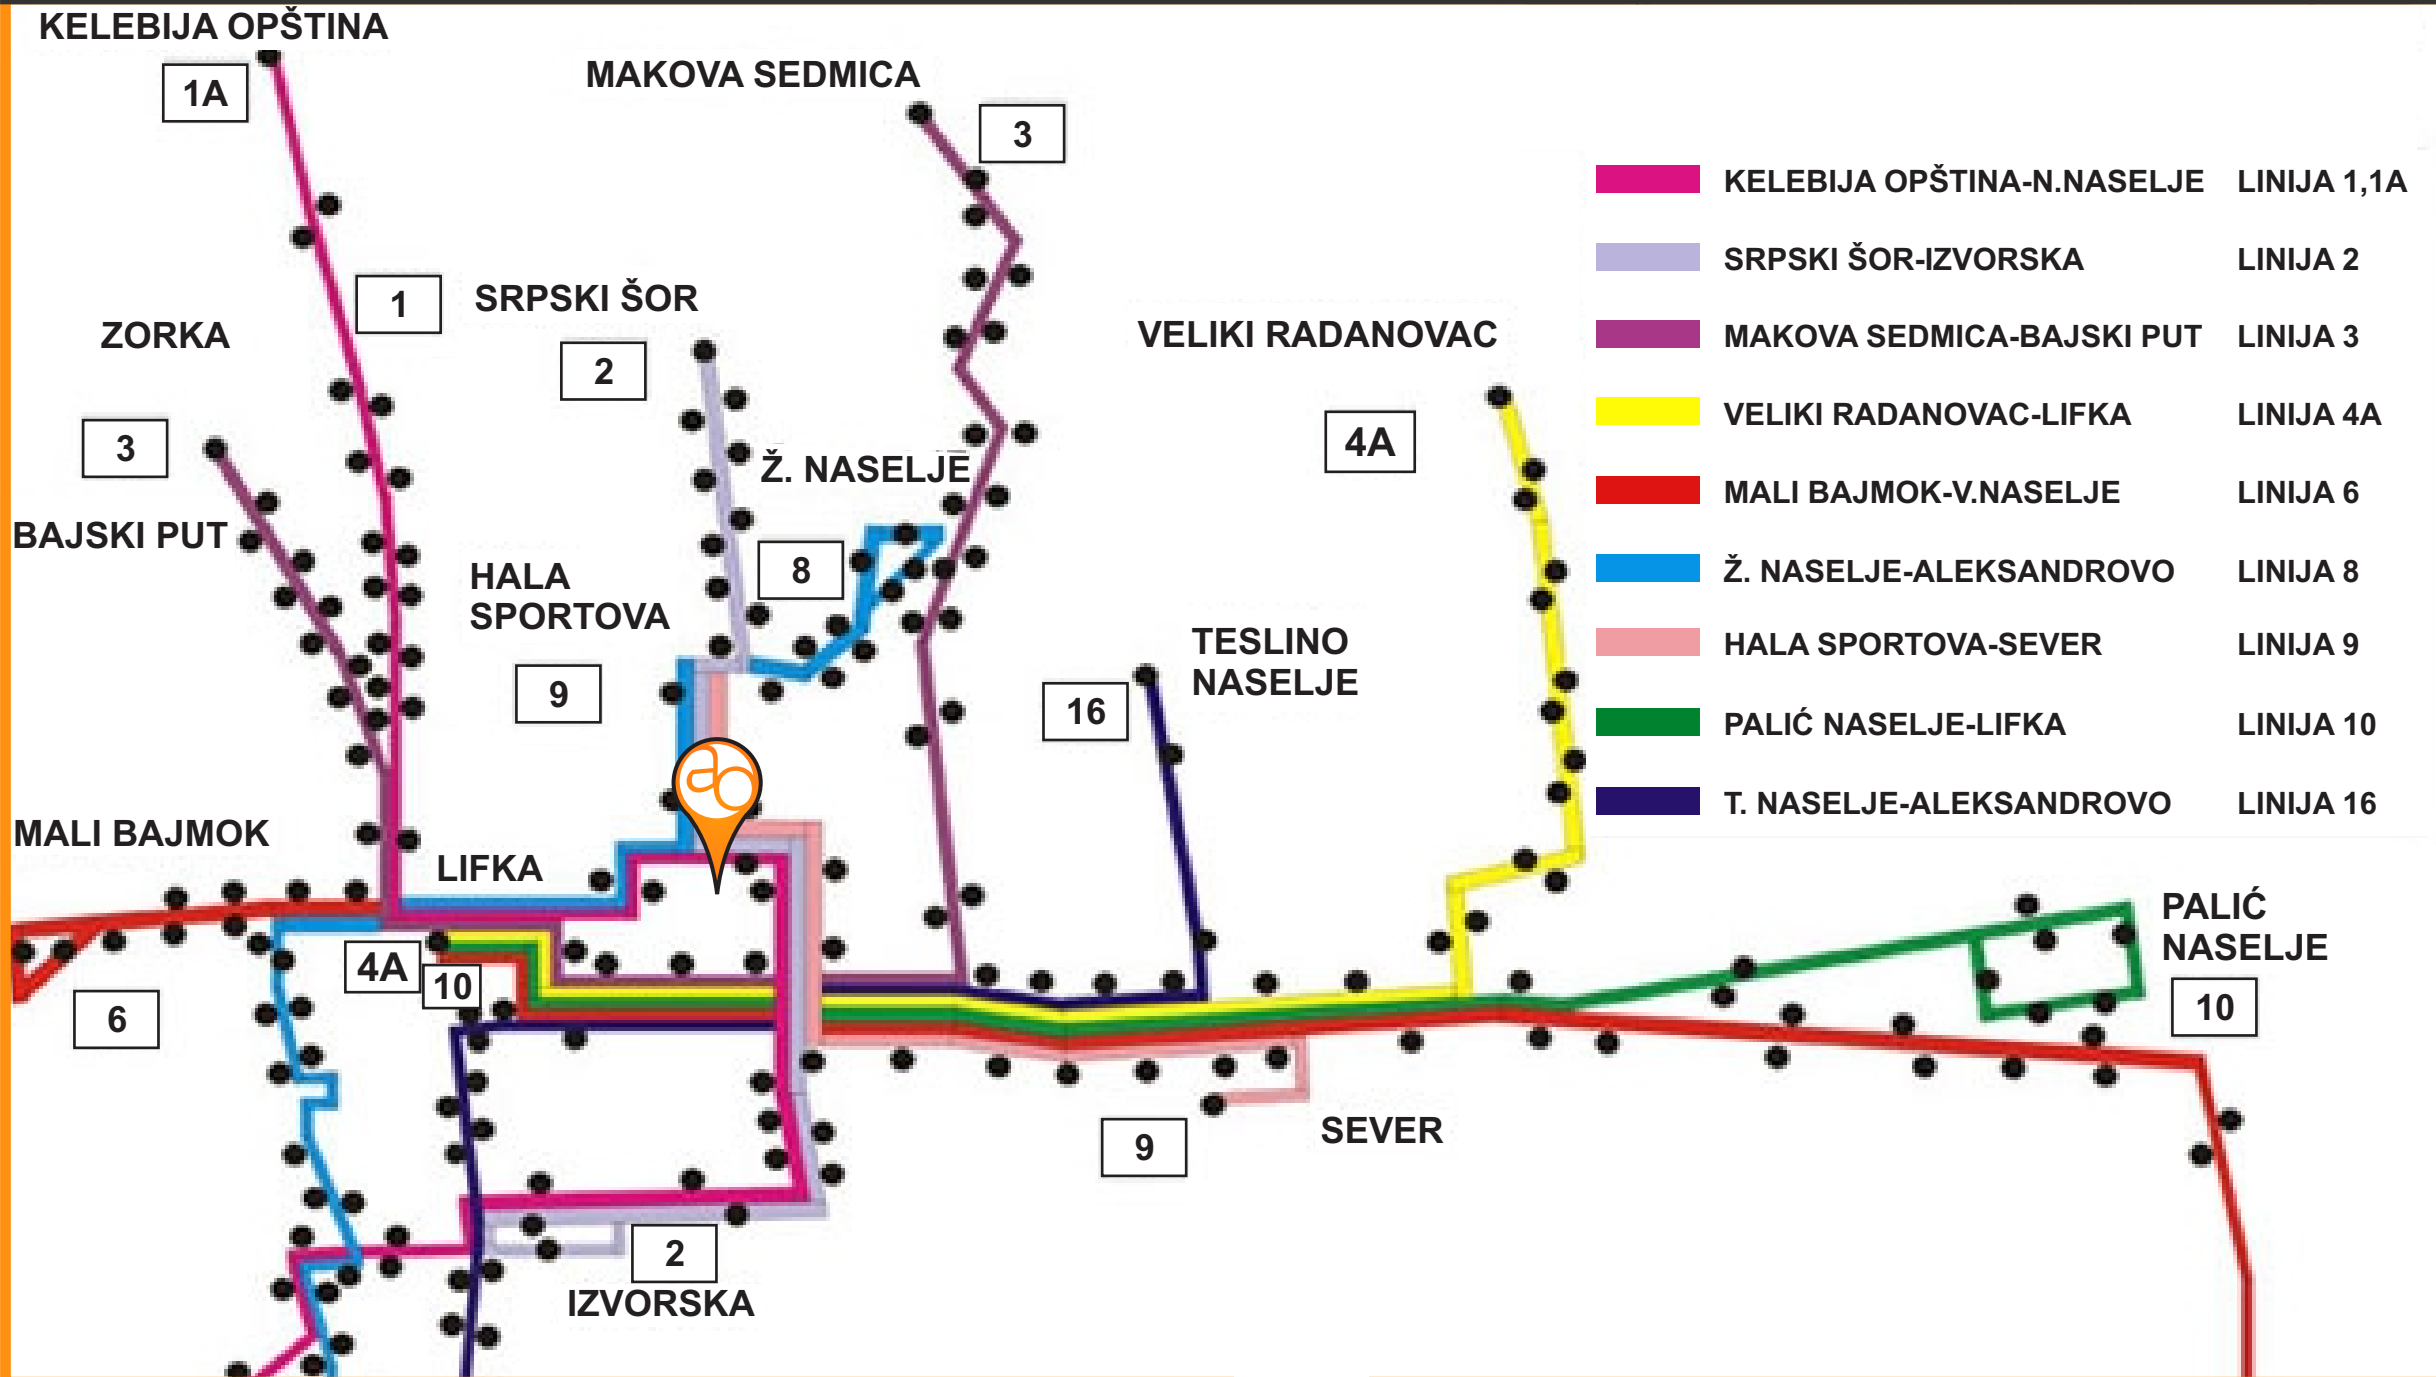 KELEBIJA OPŠTINA
1A
MAKOVA SEDMICA
3
1
SRPSKI ŠOR
2
ZORKA
3
BAJSKI PUT
Ž. NASELJE
8
HALA
SPORTOVA
9
VELIKI RADANOVAC
4A
TESLINO
NASELJE
16
MALI BAJMOK
LIFKA
6
4A
10
PALIĆ
NASELJE
10
9
SEVER
2
IZVORSKA
KELEBIJA OPŠTINA-N.NASELJE LINIJA 1,1A
SRPSKI ŠOR-IZVORSKA LINIJA 2
MAKOVA SEDMICA-BAJSKI PUT LINIJA 3
VELIKI RADANOVAC-LIFKA LINIJA 4A
MALI BAJMOK-V.NASELJE LINIJA 6
Ž. NASELJE-ALEKSANDROVO LINIJA 8
HALA SPORTOVA-SEVER LINIJA 9
PALIĆ NASELJE-LIFKA LINIJA 10
T. NASELJE-ALEKSANDROVO LINIJA 16